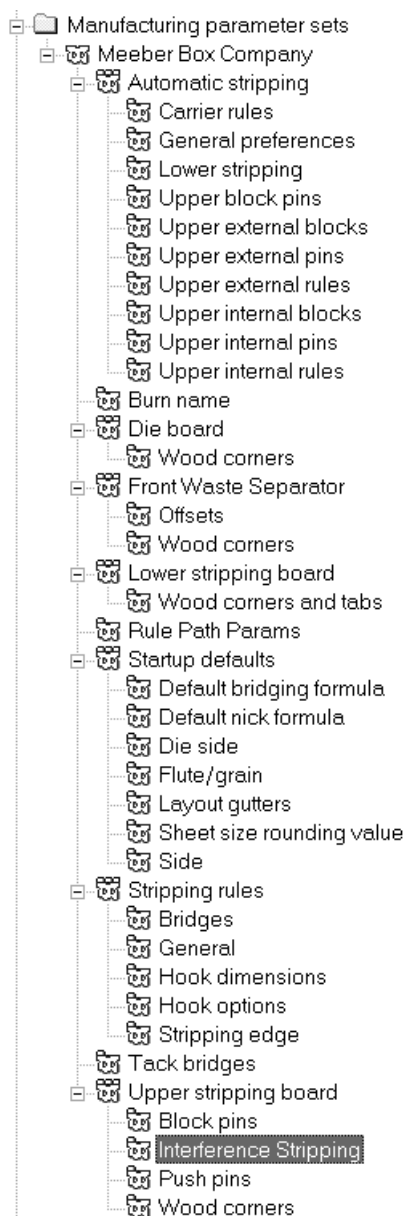 Manufacturing parameter sets
Meeber Box Company
Automatic stripping
Carrier rules
General preferences
Lower stripping
Upper block pins
Upper external blocks
Upper external pins
Upper external rules
Upper internal blocks
Upper internal pins
Upper internal rules
Burn name
Die board
Wood corners
Front Waste Separator
Offsets
Wood corners
Lower stripping board
Wood corners and tabs
Rule Path Params
Startup defaults
Default bridging formula
Default nick formula
Die side
Flute/grain
Layout gutters
Sheet size rounding value
Side
Stripping rules
Bridges
General
Hook dimensions
Hook options
Stripping edge
Tack bridges
Upper stripping board
Block pins
Interference Stripping
Push pins
Wood corners